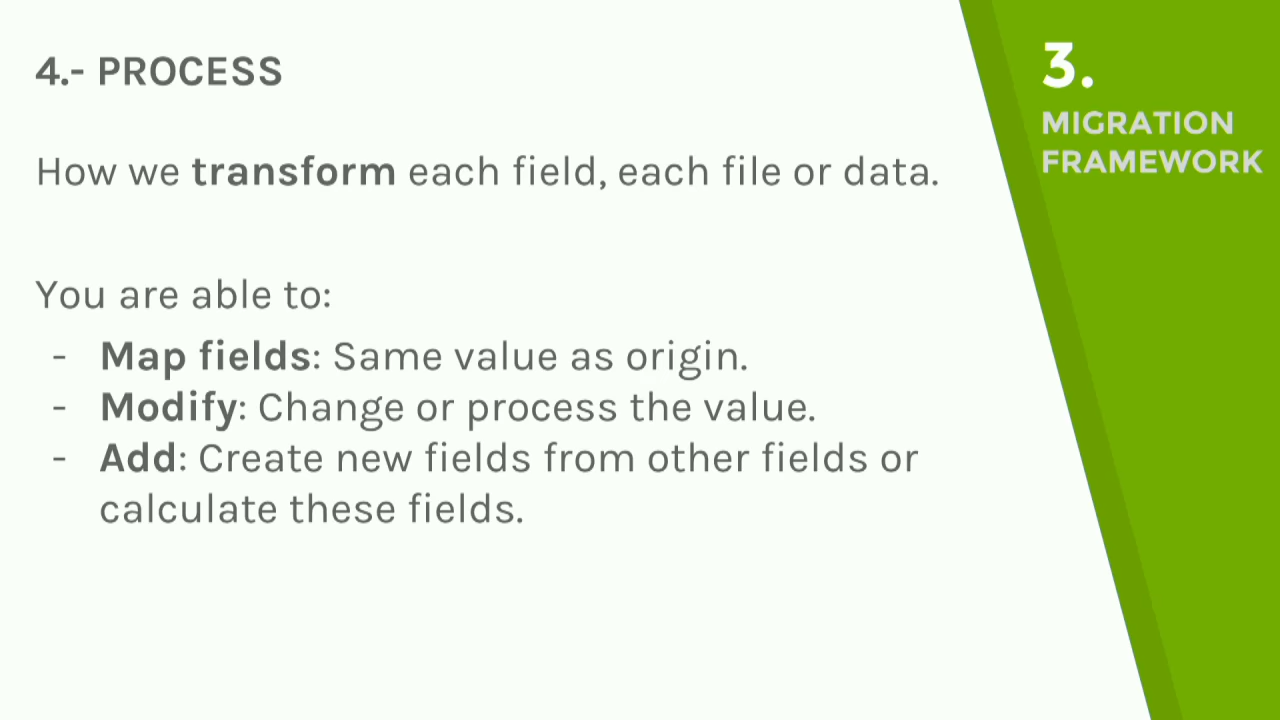 4.- PROCESS
How we transform each field, each file or data.
You are able to:
- Map fields: Same value as origin.
- Modify: Change or process the value.
- Add: Create new fields from other fields or
calculate these fields.
3.
MIGRATION
FRAMEWORK